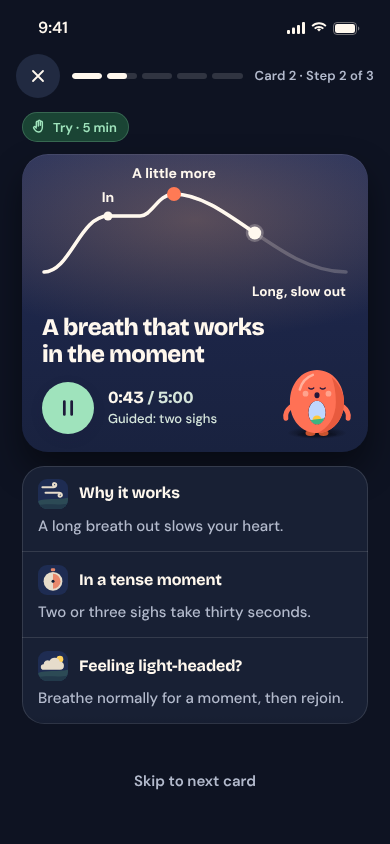 9:41
Card 2 · Step 2 of 3
Try · 5 min
A little more
In
Long, slow out
A breath that works
in the moment
0:43 / 5:00
Guided: two sighs
Why it works
A long breath out slows your heart.
In a tense moment
Two or three sighs take thirty seconds.
Feeling light-headed?
Breathe normally for a moment, then rejoin.
Skip to next card